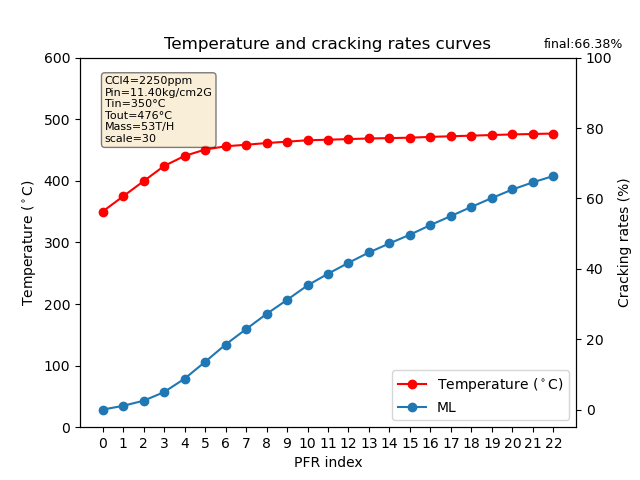 Temperature and cracking rates curves
final:66.38%
CCl4=2250ppm
Pin=11.40kg/cm2G
Tin=350°C
Tout=476°C
Mass=53T/H
scale=30
600
500
400
300
200
100
0
Temperature (°C)
100
80
60
40
20
0
Cracking rates (%)
Temperature (°C)
ML
0 1 2 3 4 5 6 7 8 9 10 11 12 13 14 15 16 17 18 19 20 21 22
PFR index